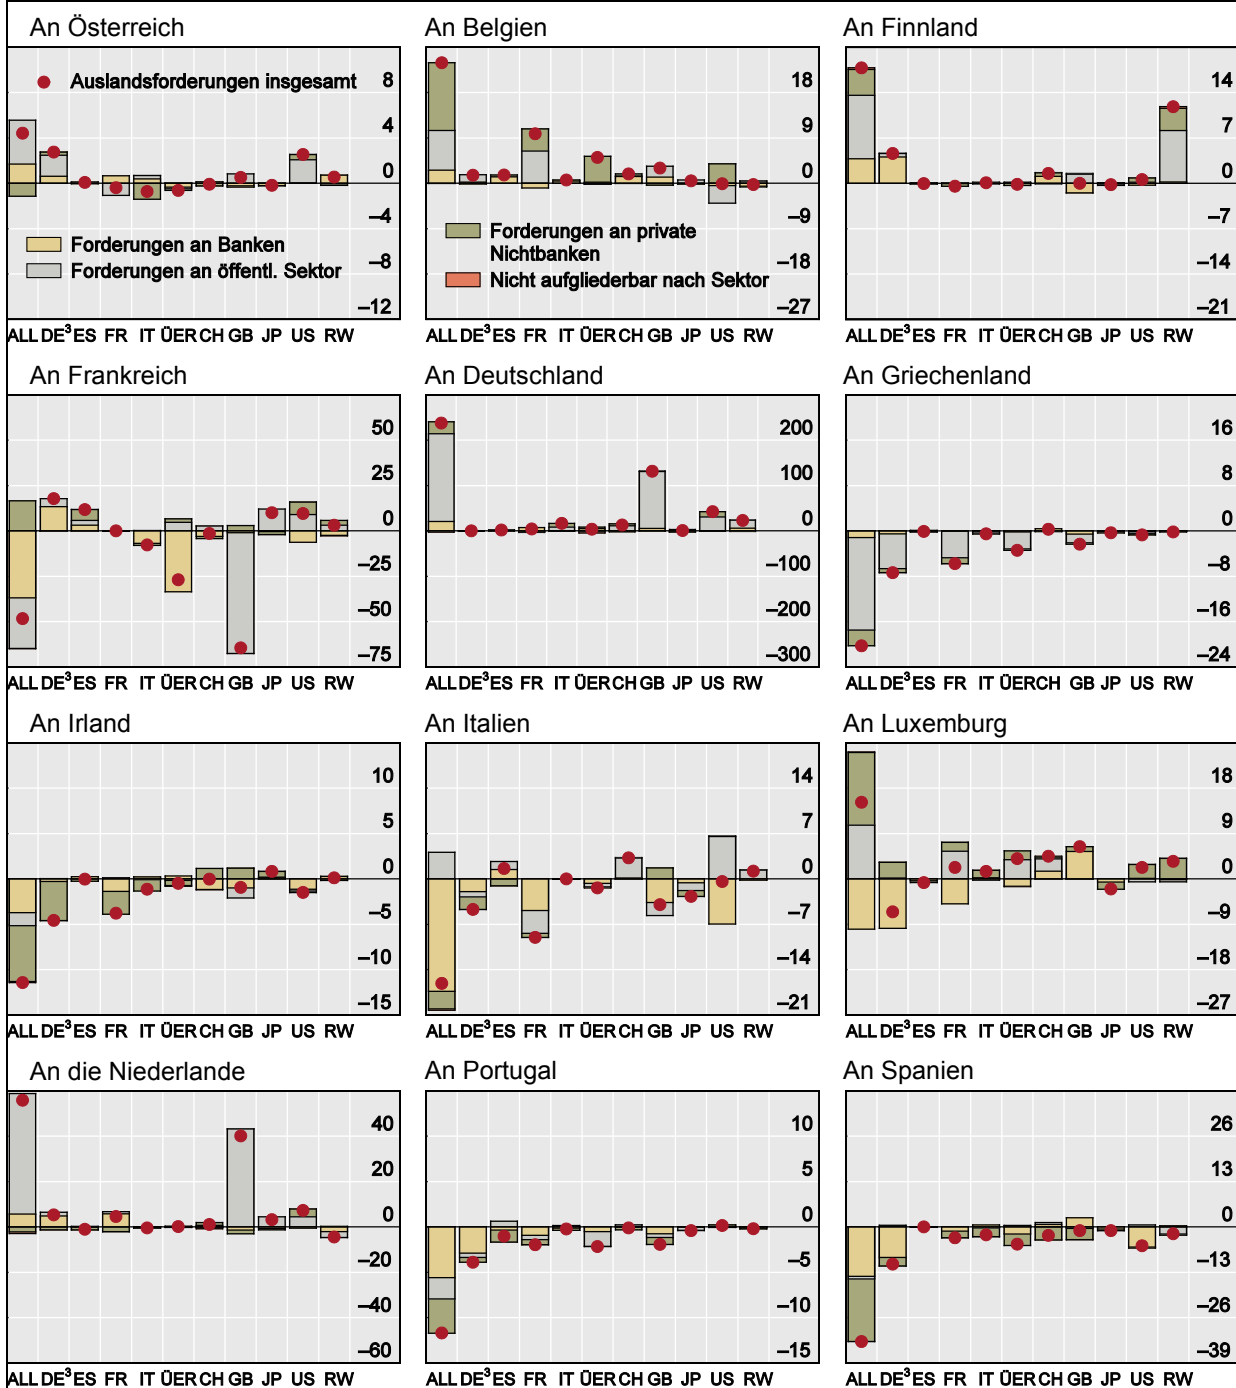 An Österreich
Auslandsforderungen insgesamt
8
4
0
–4
–8
–12
Forderungen an Banken
Forderungen an öffentl. Sektor
ALL DE³ ES FR IT ÜER CH GB JP US RW
An Belgien
18
9
0
–9
–18
–27
Forderungen an private
Nichtbanken
Nicht aufgliederbar nach Sektor
ALL DE³ ES FR IT ÜER CH GB JP US RW
An Finnland
14
7
0
–7
–14
–21
ALL DE³ ES FR IT ÜER CH GB JP US RW
An Frankreich
50
25
0
–25
–50
–75
ALL DE³ ES FR IT ÜER CH GB JP US RW
An Deutschland
200
100
0
–100
–200
–300
ALL DE³ ES FR IT ÜER CH GB JP US RW
An Griechenland
16
8
0
–8
–16
–24
ALL DE³ ES FR IT ÜER CH GB JP US RW
An Irland
10
5
0
–5
–10
–15
ALL DE³ ES FR IT ÜER CH GB JP US RW
An Italien
14
7
0
–7
–14
–21
ALL DE³ ES FR IT ÜER CH GB JP US RW
An Luxemburg
18
9
0
–9
–18
–27
ALL DE³ ES FR IT ÜER CH GB JP US RW
An die Niederlande
40
20
0
–20
–40
–60
ALL DE³ ES FR IT ÜER CH GB JP US RW
An Portugal
10
5
0
–5
–10
–15
ALL DE³ ES FR IT ÜER CH GB JP US RW
An Spanien
26
13
0
–13
–26
–39
ALL DE³ ES FR IT ÜER CH GB JP US RW